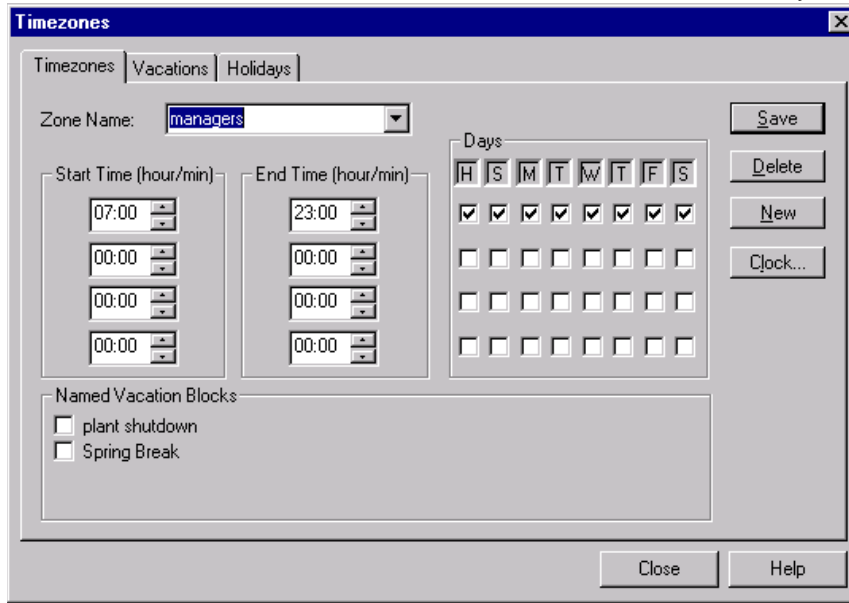 Timezones
Timezones Vacations Holidays
Zone Name: managers
Save
Days
Start Time (hour/min) End Time (hour/min) H S M T W T F S Delete
07:00 23:00 New
00:00 00:00 Clock...
00:00 00:00
00:00 00:00
Named Vacation Blocks
plant shutdown
Spring Break
Close Help